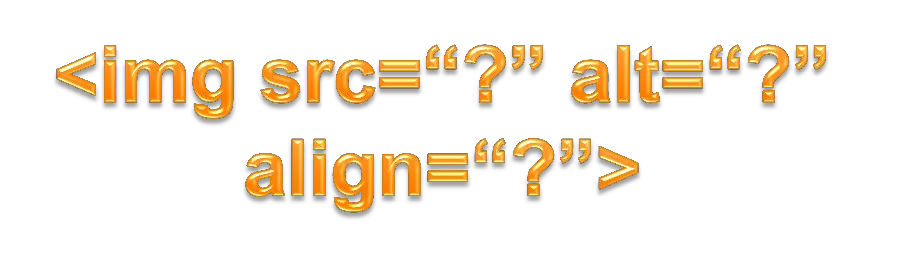 <img src=“?” alt=“?”
align=“?”>